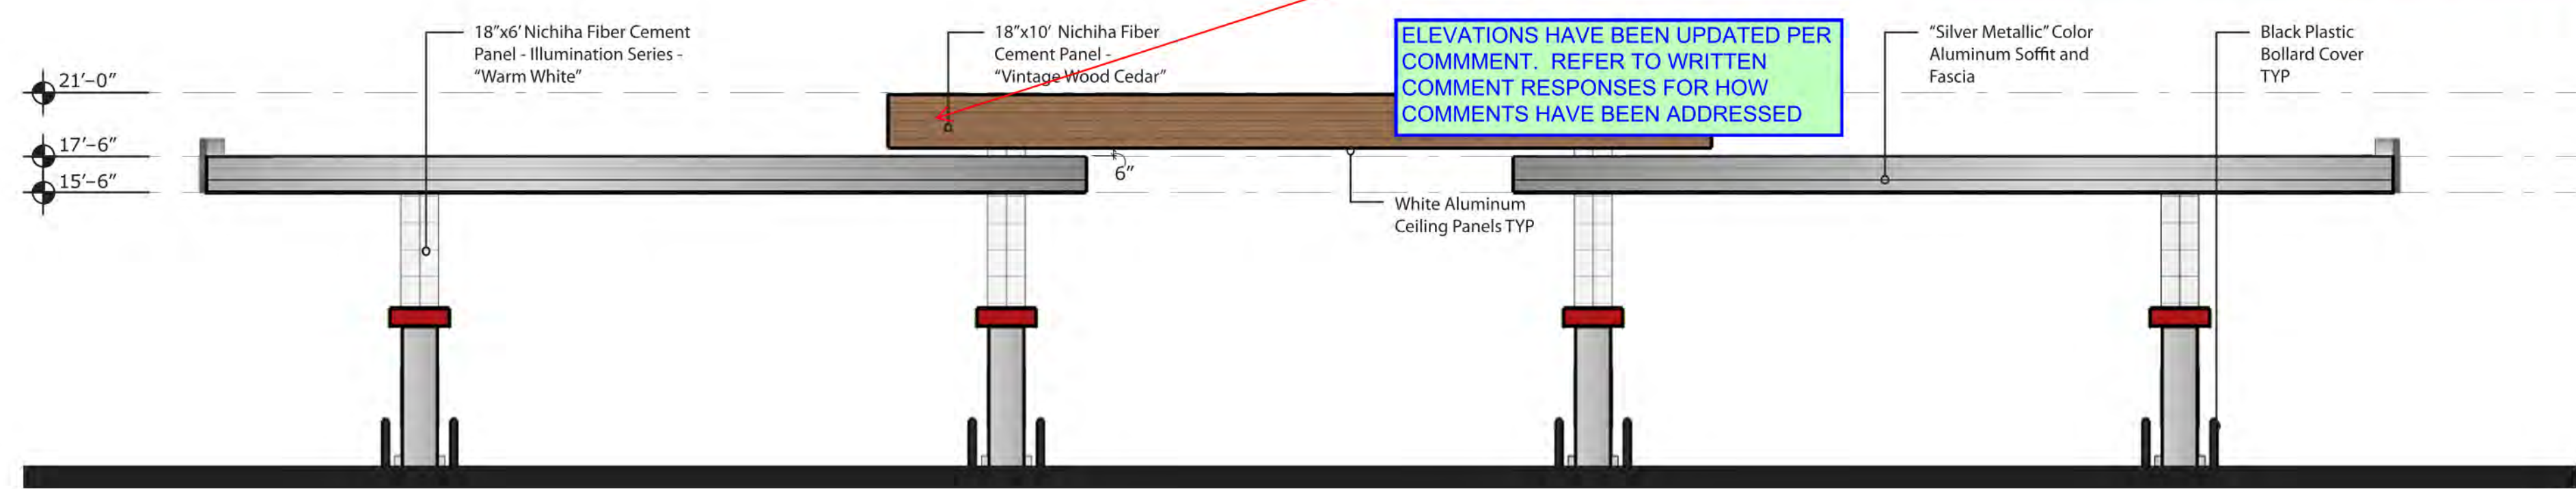 18”x6’ Nichiha Fiber Cement
Panel - Illumination Series -
“Warm White”
18”x10’ Nichiha Fiber
Cement Panel -
“Vintage Wood Cedar”
ELEVATIONS HAVE BEEN UPDATED PER
COMMMENT. REFER TO WRITTEN
COMMENT RESPONSES FOR HOW
COMMENTS HAVE BEEN ADDRESSED
“Silver Metallic” Color
Aluminum Soffit and
Fascia
Black Plastic
Bollard Cover
TYP
21’–0”
17’–6”
15’–6”
6”
White Aluminum
Ceiling Panels TYP